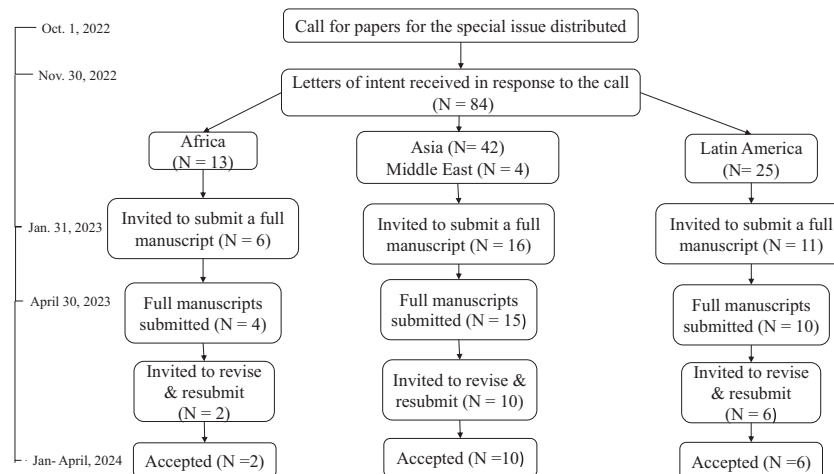 Oct. 1, 2022
Call for papers for the special issue distributed
Nov. 30, 2022
Letters of intent received in response to the call
(N = 84)
Africa
(N = 13)
Asia (N= 42)
Middle East (N = 4)
Latin America
(N= 25)
Jan. 31, 2023
Invited to submit a full
manuscript (N = 6)
Invited to submit a full
manuscript (N = 16)
Invited to submit a full
manuscript (N = 11)
April 30, 2023
Full manuscripts
submitted (N = 4)
Full manuscripts
submitted (N = 15)
Full manuscripts
submitted (N = 10)
Invited to revise
& resubmit
(N = 2)
Invited to revise &
resubmit (N = 10)
Invited to revise
& resubmit
(N = 6)
Jan- April, 2024
Accepted (N =2)
Accepted (N =10)
Accepted (N =6)